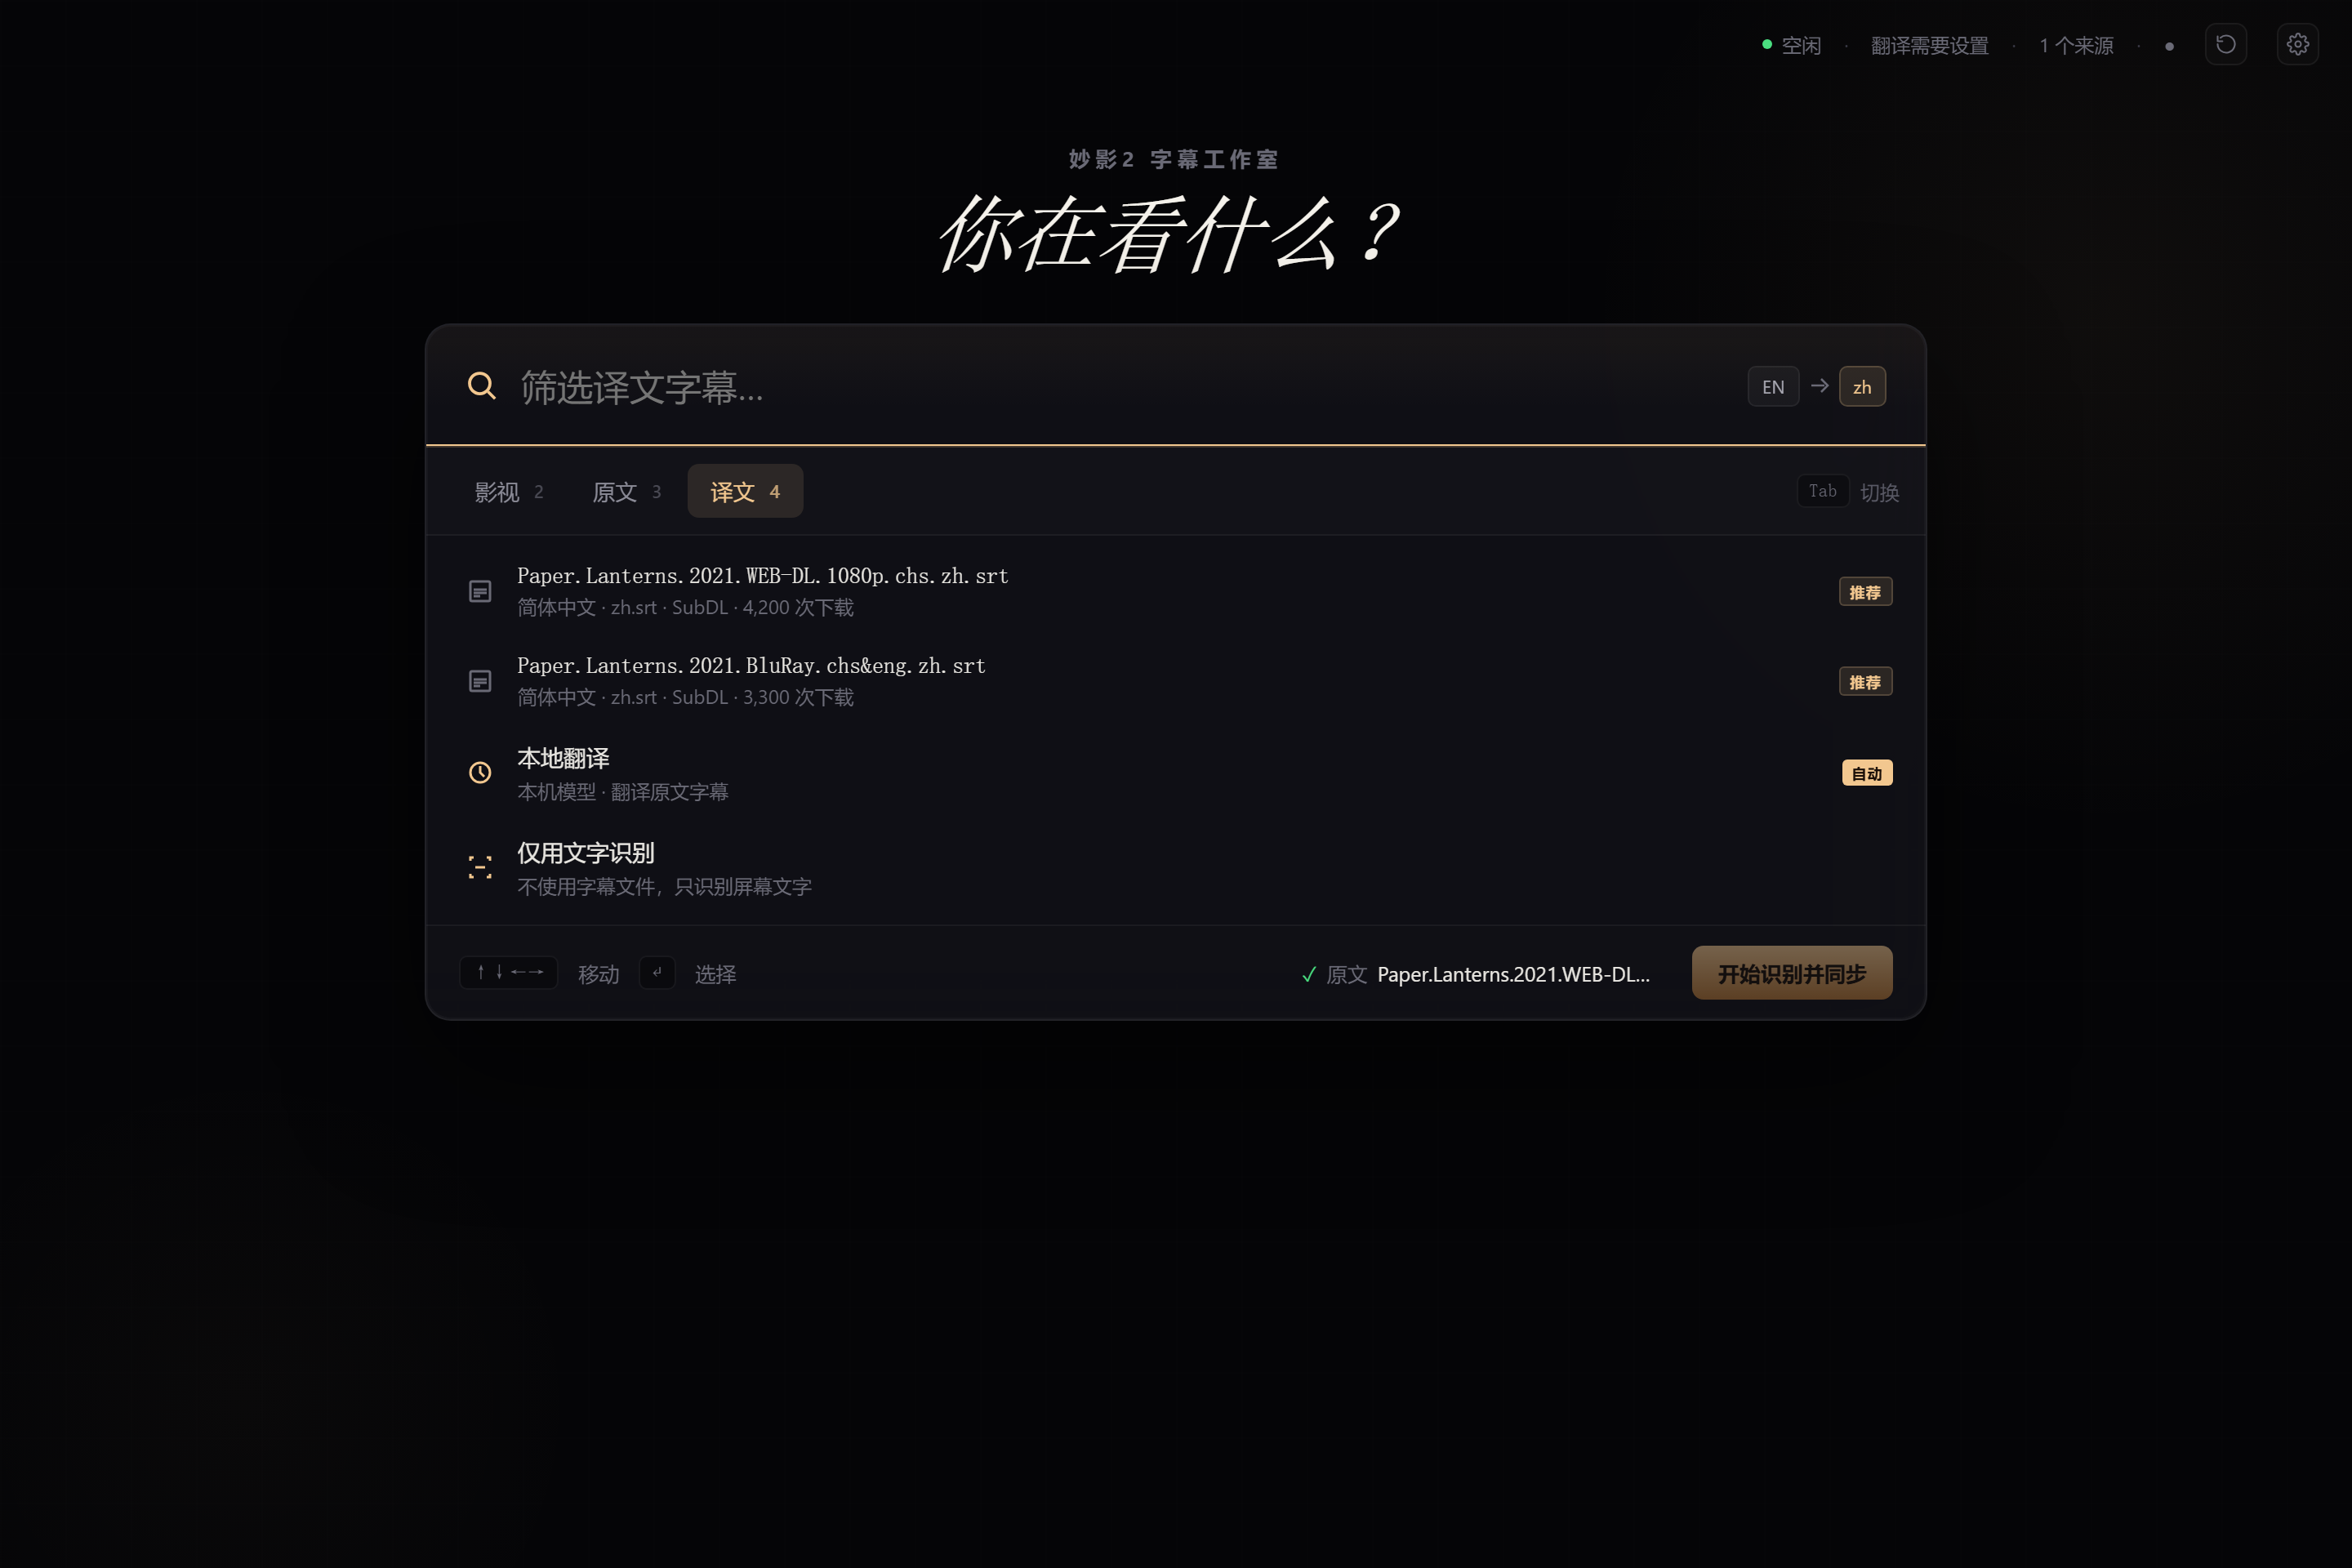 空闲 · 翻译需要设置 · 1 个来源 · ●
妙影2 字幕工作室
你在看什么？
筛选译文字幕... EN → zh
影视 2 原文 3 译文 4 Tab 切换
Paper.Lanterns.2021.WEB-DL.1080p.chs.zh.srt
简体中文 · zh.srt · SubDL · 4,200 次下载
推荐
Paper.Lanterns.2021.BluRay.chs&eng.zh.srt
简体中文 · zh.srt · SubDL · 3,300 次下载
推荐
本地翻译
本机模型 · 翻译原文字幕
自动
仅用文字识别
不使用字幕文件，只识别屏幕文字
↑↓←→ 移动 ↵ 选择 ✓ 原文 Paper.Lanterns.2021.WEB-DL... 开始识别并同步